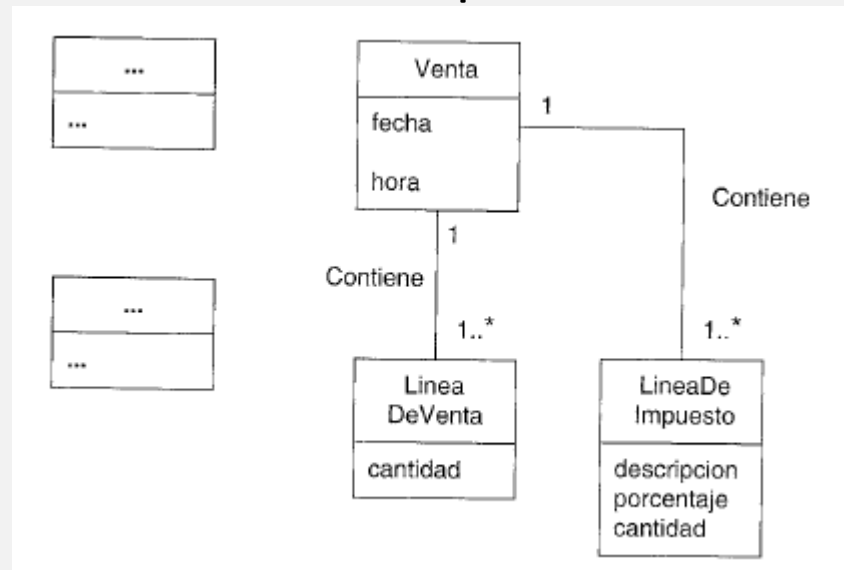 ...
...
Venta
fecha
hora
1
Contiene
1
Contiene
1..*
1..*
...
...
Linea
DeVenta
cantidad
LineaDe
Impuesto
descripcion
porcentaje
cantidad